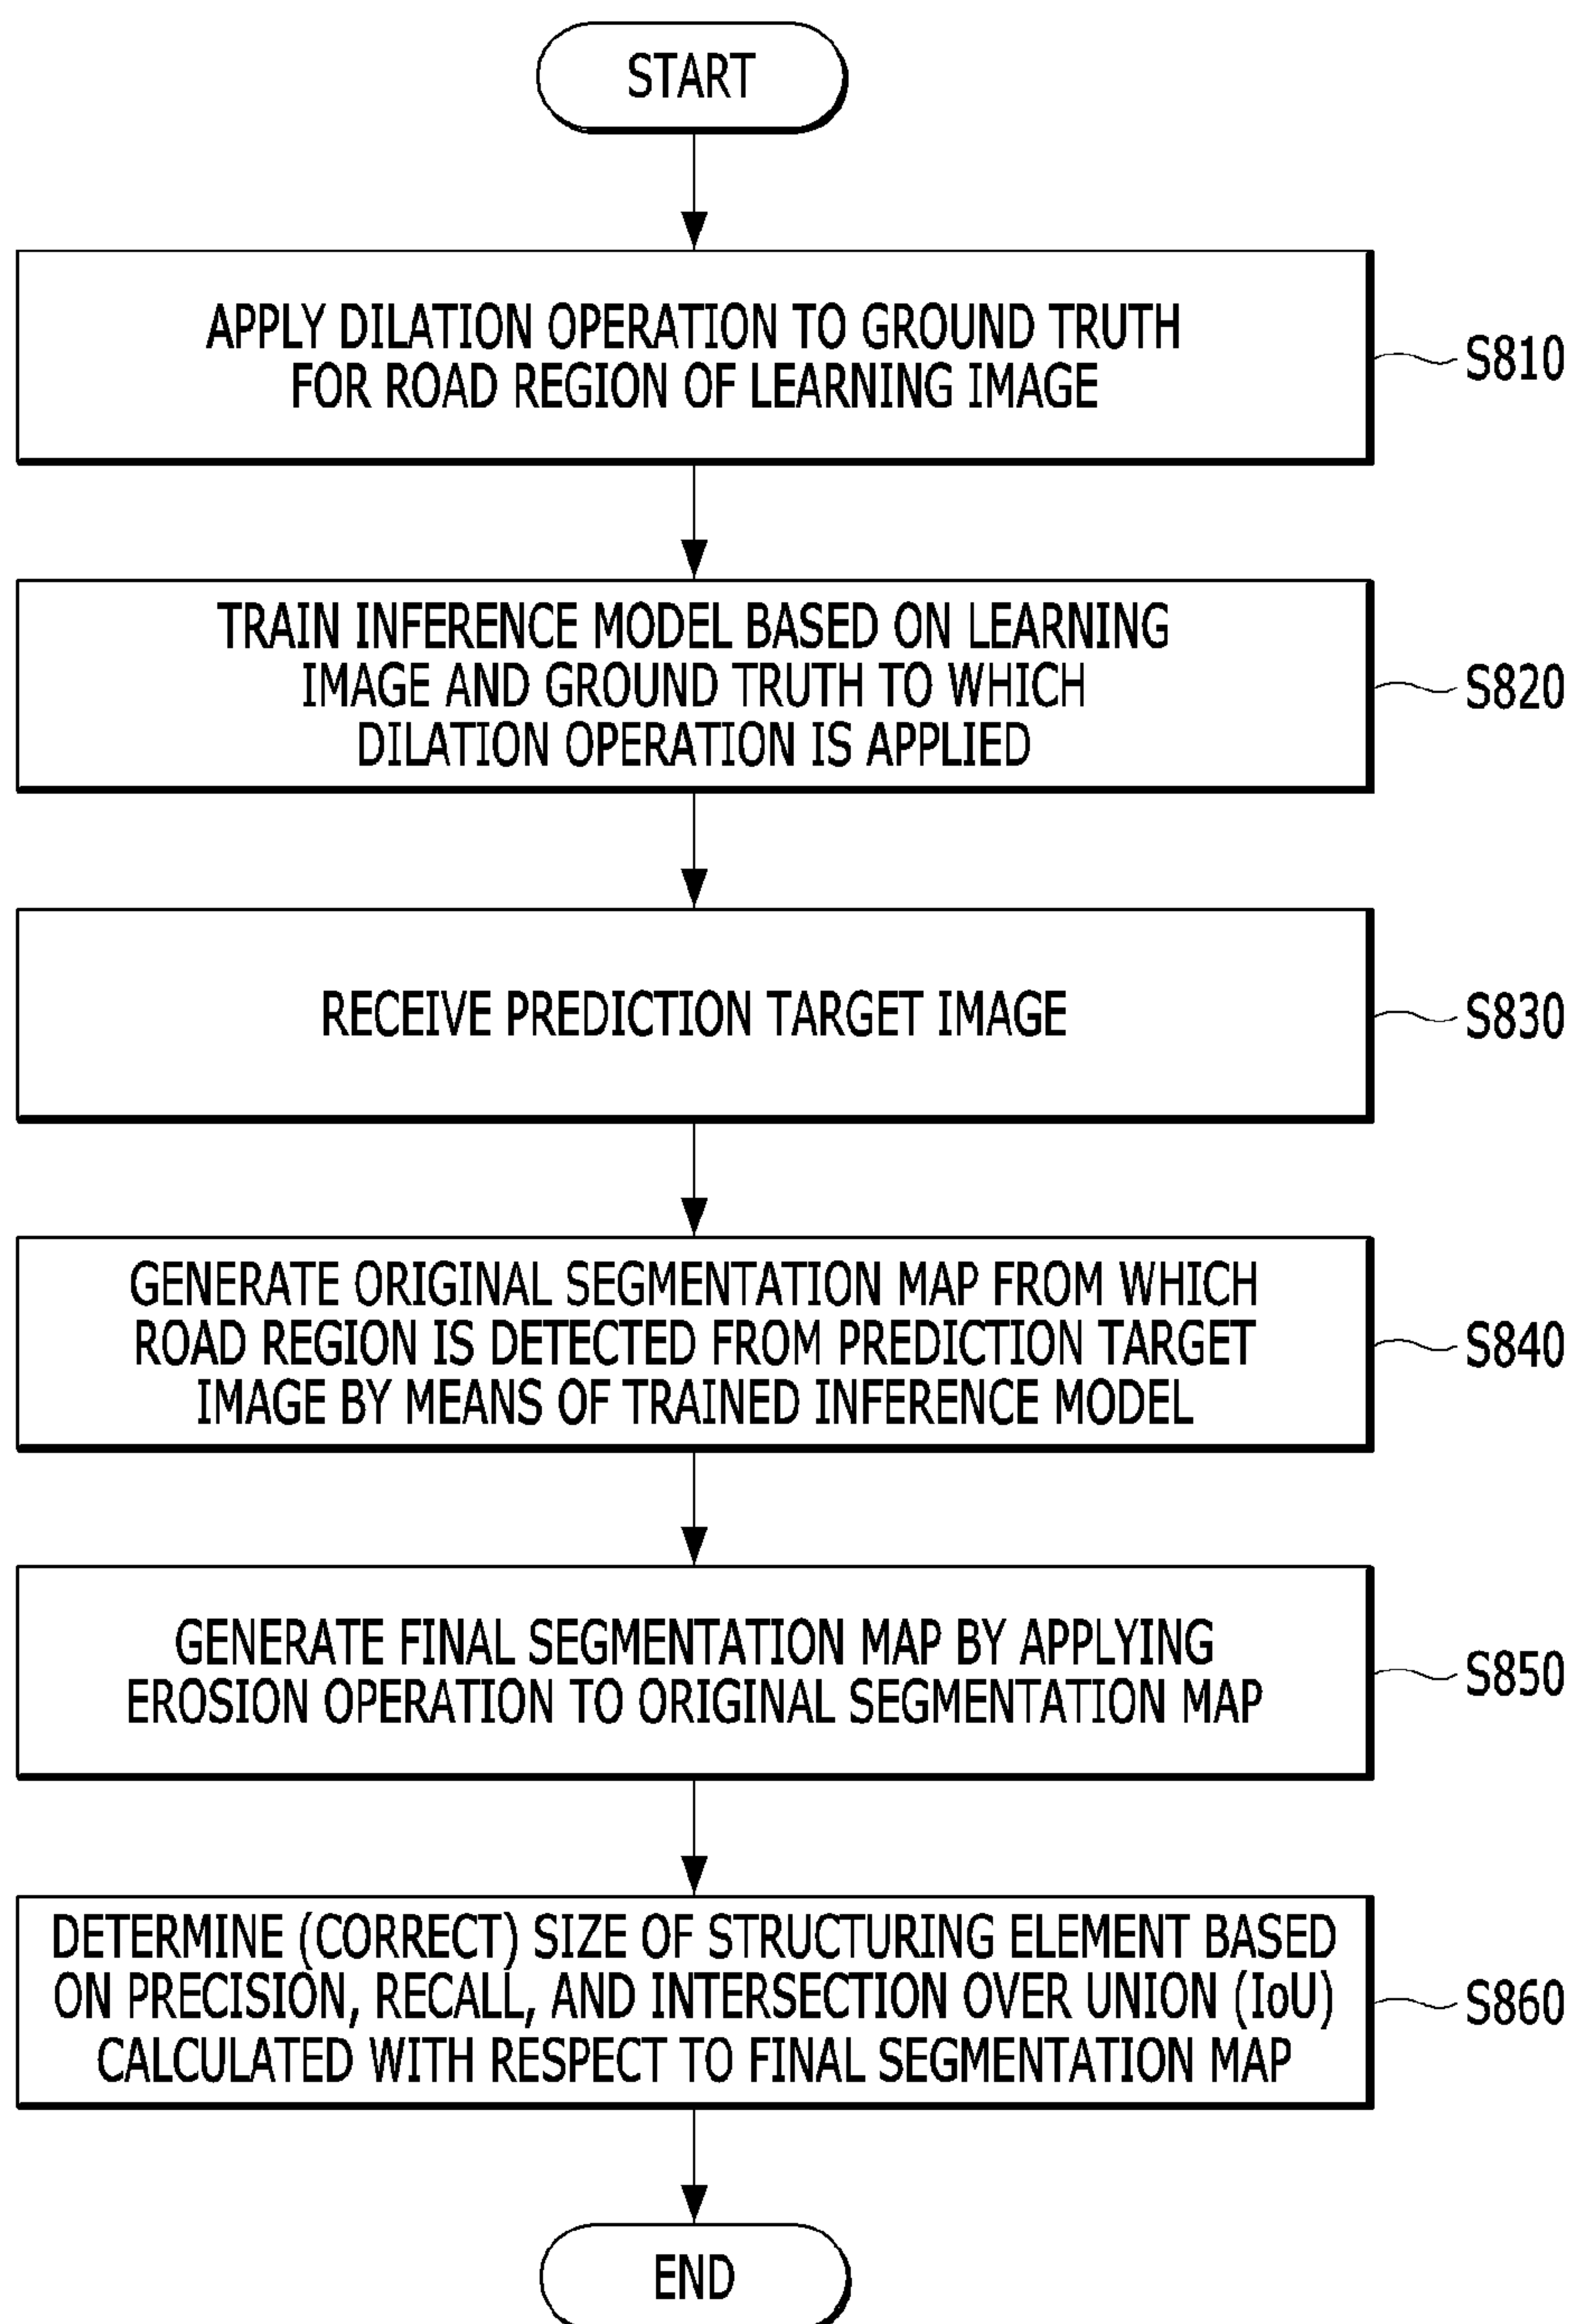 START
APPLY DILATION OPERATION TO GROUND TRUTH
FOR ROAD REGION OF LEARNING IMAGE
S810
TRAIN INFERENCE MODEL BASED ON LEARNING
IMAGE AND GROUND TRUTH TO WHICH
DILATION OPERATION IS APPLIED
S820
RECEIVE PREDICTION TARGET IMAGE
S830
GENERATE ORIGINAL SEGMENTATION MAP FROM WHICH
ROAD REGION IS DETECTED FROM PREDICTION TARGET
IMAGE BY MEANS OF TRAINED INFERENCE MODEL
S840
GENERATE FINAL SEGMENTATION MAP BY APPLYING
EROSION OPERATION TO ORIGINAL SEGMENTATION MAP
S850
DETERMINE (CORRECT) SIZE OF STRUCTURING ELEMENT BASED
ON PRECISION, RECALL, AND INTERSECTION OVER UNION (IoU)
CALCULATED WITH RESPECT TO FINAL SEGMENTATION MAP
S860
END